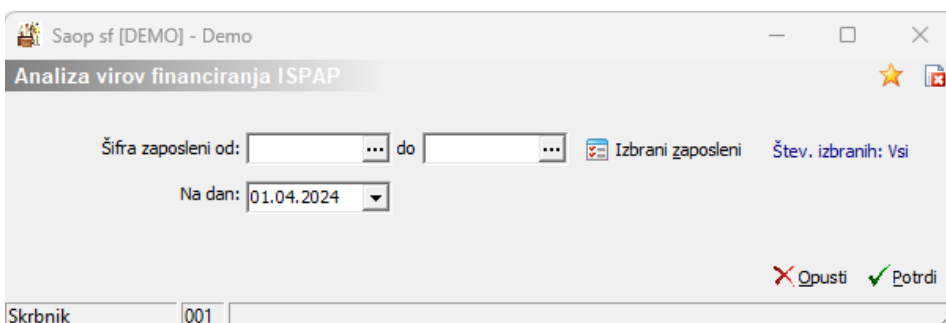 Saop sf [DEMO] - Demo
Analiza virov financiranja ISPAP
Šifra zaposleni od: ... do ... Izbrani zaposleni Štev. izbranih: Vsi
Na dan: 01.04.2024
Opusti Potrdi
Skrbnik 001